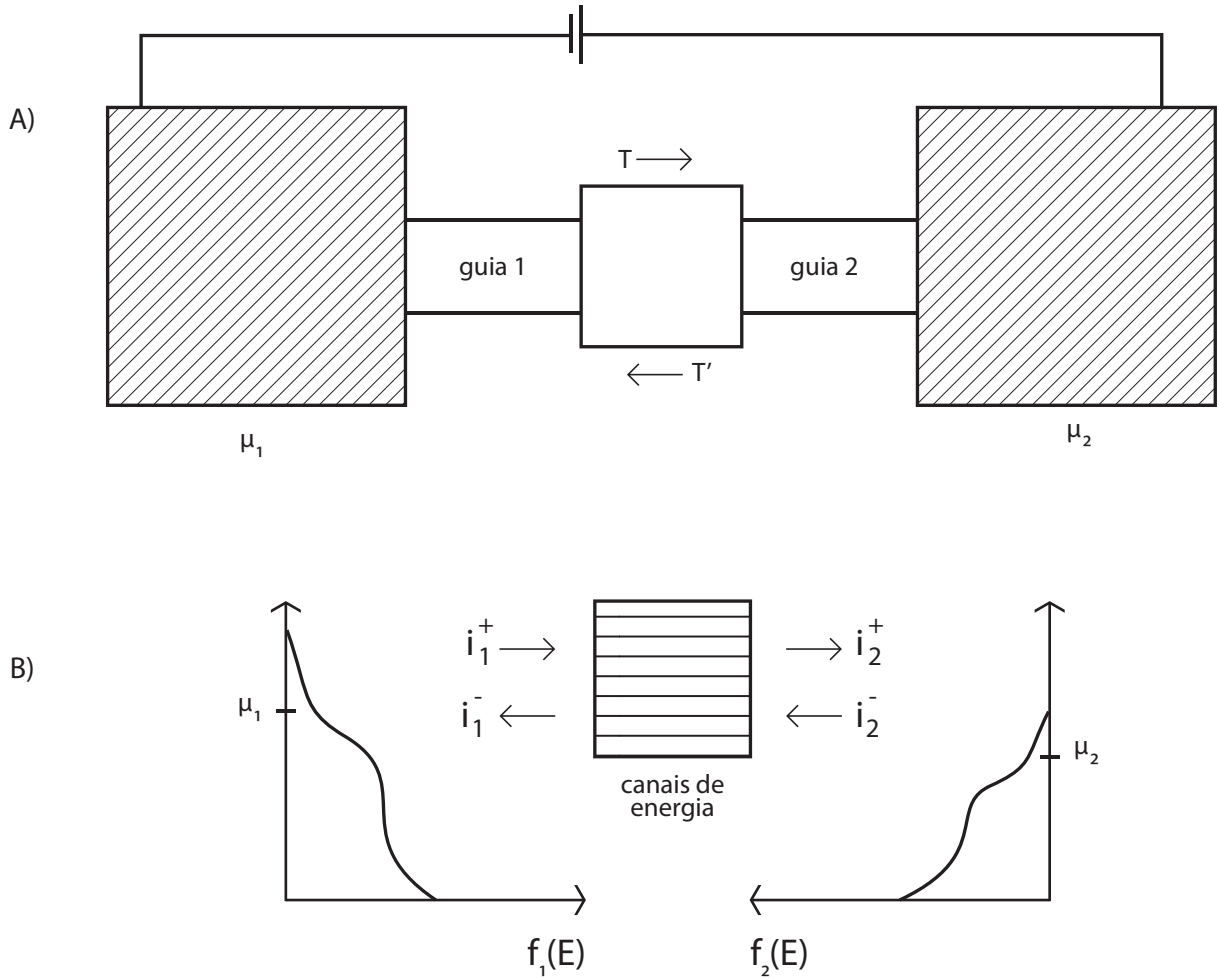 A)
T
guia 1
guia 2
T'
μ₁
μ₂
B)
i₁⁺
i₂⁺
μ₁
i₁⁻
i₂⁻
μ₂
canais de
energia
f₁(E)
f₂(E)